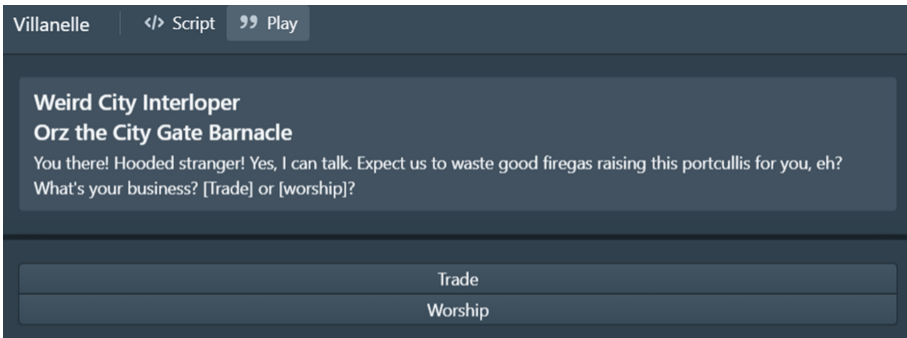 Villanelle </> Script Play
Weird City Interloper
Orz the City Gate Barnacle
You there! Hooded stranger! Yes, I can talk. Expect us to waste good firegas raising this portcullis for you, eh?
What's your business? [Trade] or [worship]?
Trade
Worship